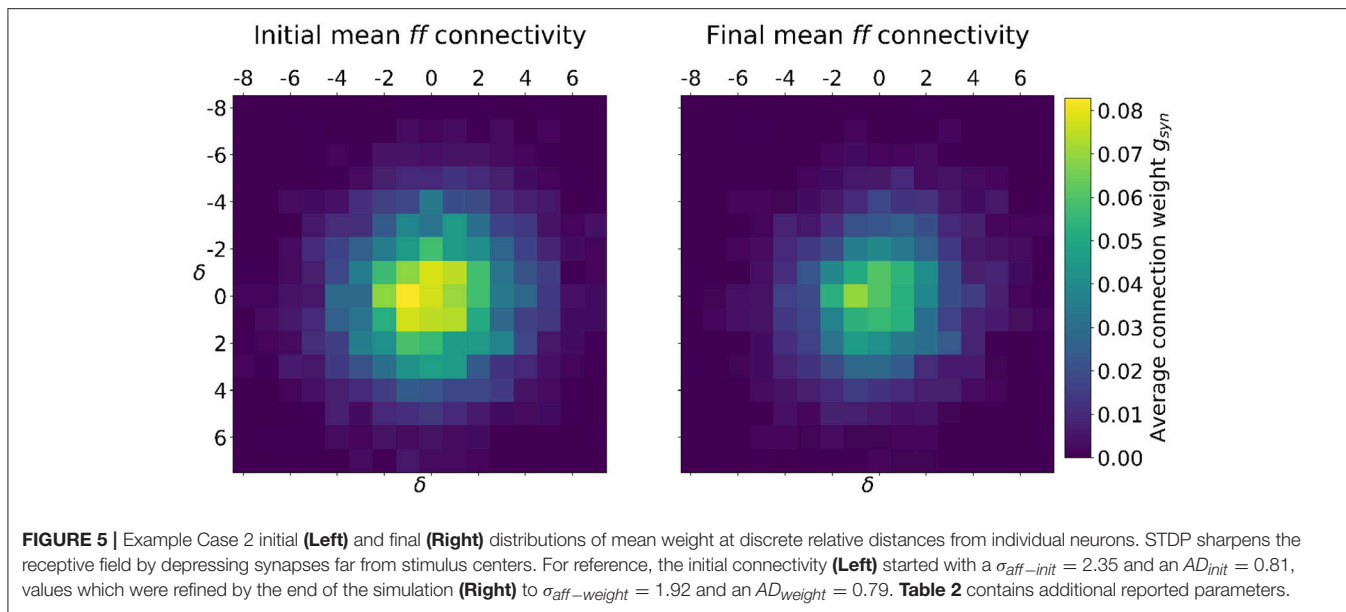 Initial mean ff connectivity
Final mean ff connectivity
-8 -6 -4 -2 0 2 4 6
-8 -6 -4 -2 0 2 4 6
-8
-6
-4
-2
δ
0
2
4
6
δ
δ
0.08
0.07
0.06
0.05
0.04
0.03
0.02
0.01
0.00
Average connection weight g_syn
FIGURE 5 | Example Case 2 initial (Left) and final (Right) distributions of mean weight at discrete relative distances from individual neurons. STDP sharpens the
receptive field by depressing synapses far from stimulus centers. For reference, the initial connectivity (Left) started with a σ_aff−init = 2.35 and an AD_init = 0.81,
values which were refined by the end of the simulation (Right) to σ_aff−weight = 1.92 and an AD_weight = 0.79. Table 2 contains additional reported parameters.